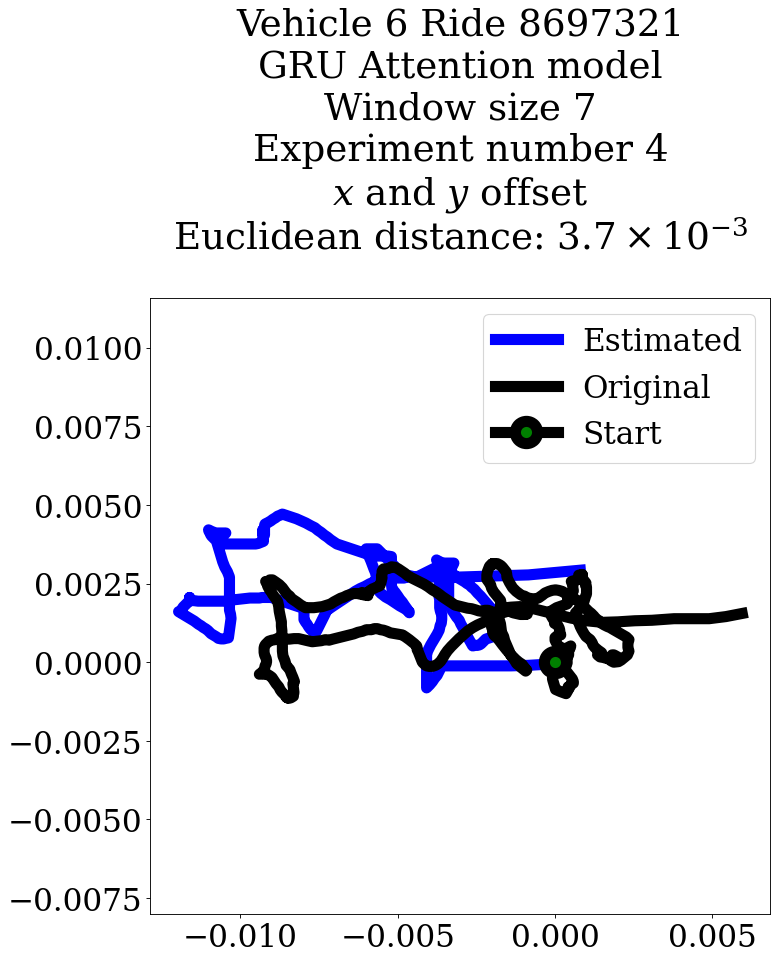 Vehicle 6 Ride 8697321
GRU Attention model
Window size 7
Experiment number 4
x and y offset
Euclidean distance: 3.7 × 10⁻³
Estimated
Original
Start
0.0100
0.0075
0.0050
0.0025
0.0000
−0.0025
−0.0050
−0.0075
−0.010
−0.005
0.000
0.005